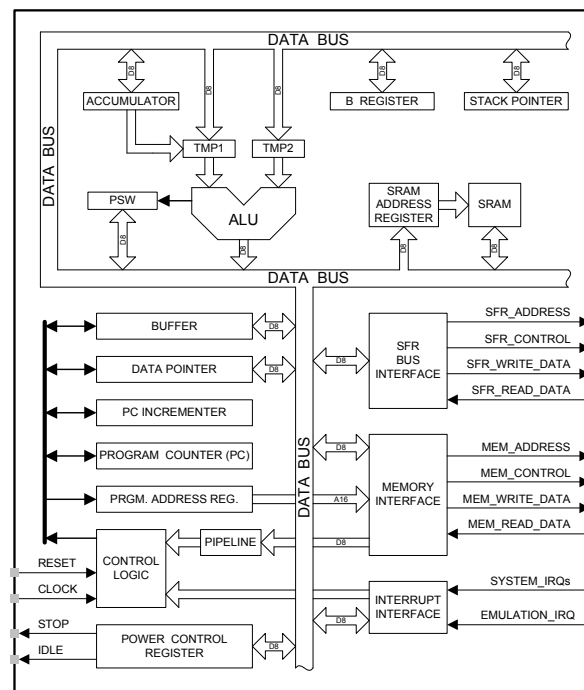 DATA BUS
D8
D8
D8
D8
D8
ACCUMULATOR
B REGISTER
STACK POINTER
TMP1
TMP2
DATA BUS
PSW
ALU
SRAM
ADDRESS
REGISTER
SRAM
D8
D8
D8
D8
DATA BUS
BUFFER
D8
DATA POINTER
D8
PC INCREMENTER
PROGRAM COUNTER (PC)
PRGM. ADDRESS REG.
A16
DATA BUS
D8
SFR
BUS
INTERFACE
SFR_ADDRESS
SFR_CONTROL
SFR_WRITE_DATA
SFR_READ_DATA
D8
MEMORY
INTERFACE
MEM_ADDRESS
MEM_CONTROL
MEM_WRITE_DATA
MEM_READ_DATA
PIPELINE
D8
RESET
CLOCK
CONTROL
LOGIC
INTERRUPT
INTERFACE
SYSTEM_IRQs
EMULATION_IRQ
D8
STOP
IDLE
POWER CONTROL
REGISTER
D8